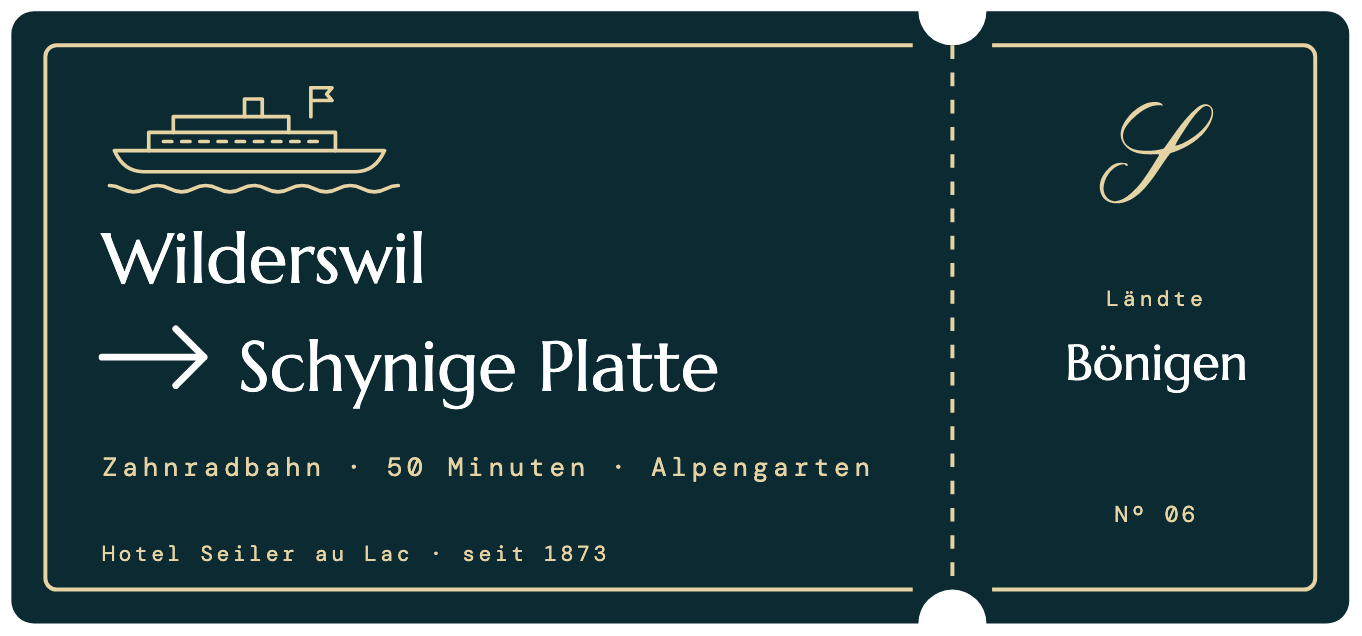 Wilderswil
→ Schynige Platte
Zahnradbahn · 50 Minuten · Alpengarten
Hotel Seiler au Lac · seit 1873
S
Ländte
Bönigen
Nº 06